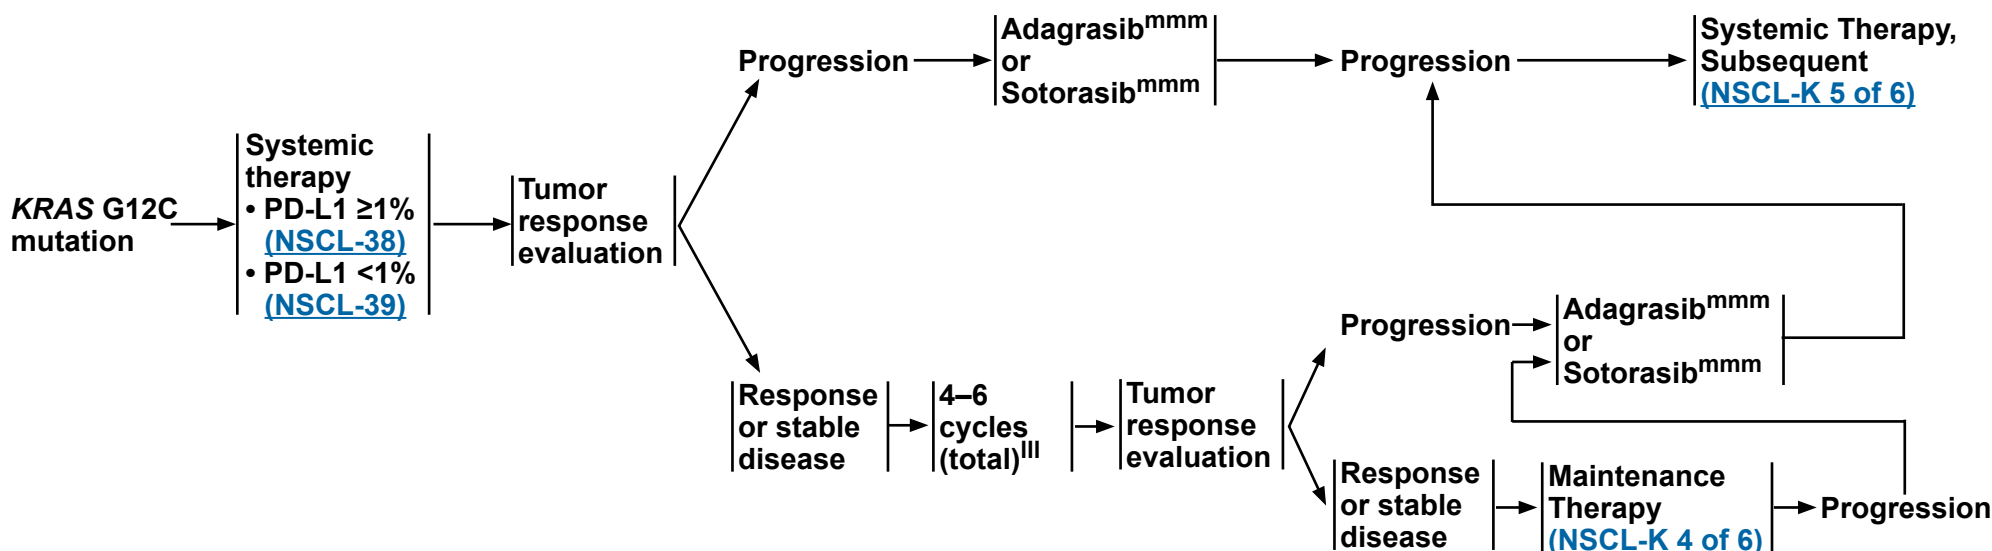 KRAS G12C
mutation
Systemic
therapy
• PD-L1 ≥1%
(NSCL-38)
• PD-L1 <1%
(NSCL-39)
Tumor
response
evaluation
Progression
Adagrasibmmm
or
Sotorasibmmm
Progression
Systemic Therapy,
Subsequent
(NSCL-K 5 of 6)
Response
or stable
disease
4–6
cycles
(total)lll
Tumor
response
evaluation
Progression
Adagrasibmmm
or
Sotorasibmmm
Response
or stable
disease
Maintenance
Therapy
(NSCL-K 4 of 6)
Progression